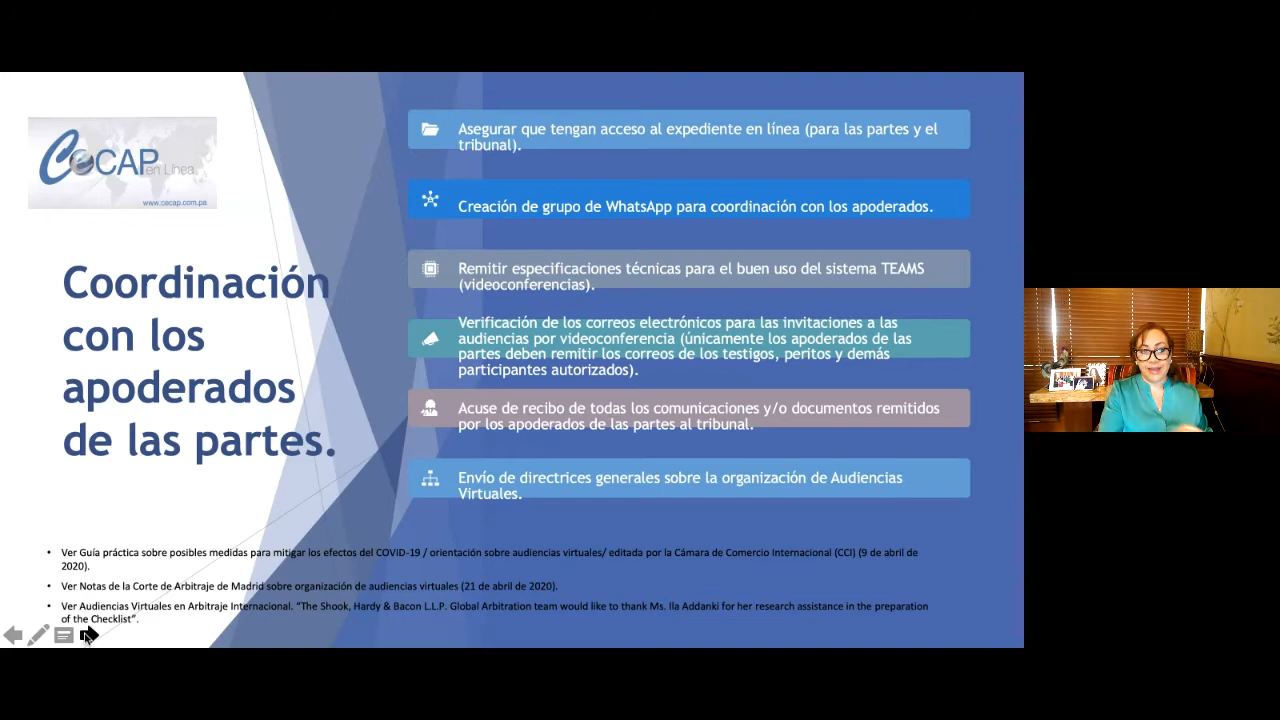 CeCAP en Línea
www.cecap.com.pa
Coordinación
con los
apoderados
de las partes.
Asegurar que tengan acceso al expediente en línea (para las partes y el
tribunal).
Creación de grupo de WhatsApp para coordinación con los apoderados.
Remitir especificaciones técnicas para el buen uso del sistema TEAMS
(videoconferencias).
Verificación de los correos electrónicos para las invitaciones a las
audiencias por videoconferencia (únicamente los apoderados de las
partes deben remitir los correos de los testigos, peritos y demás
participantes autorizados).
Acuse de recibo de todas los comunicaciones y/o documentos remitidos
por los apoderados de las partes al tribunal.
Envío de directrices generales sobre la organización de Audiencias
Virtuales.
• Ver Guía práctica sobre posibles medidas para mitigar los efectos del COVID-19 / orientación sobre audiencias virtuales/ editada por la Cámara de Comercio Internacional (CCI) (9 de abril de
2020).
• Ver Notas de la Corte de Arbitraje de Madrid sobre organización de audiencias virtuales (21 de abril de 2020).
• Ver Audiencias Virtuales en Arbitraje Internacional. “The Shook, Hardy & Bacon L.L.P. Global Arbitration team would like to thank Ms. Ila Addanki for her research assistance in the preparation
of the Checklist”.